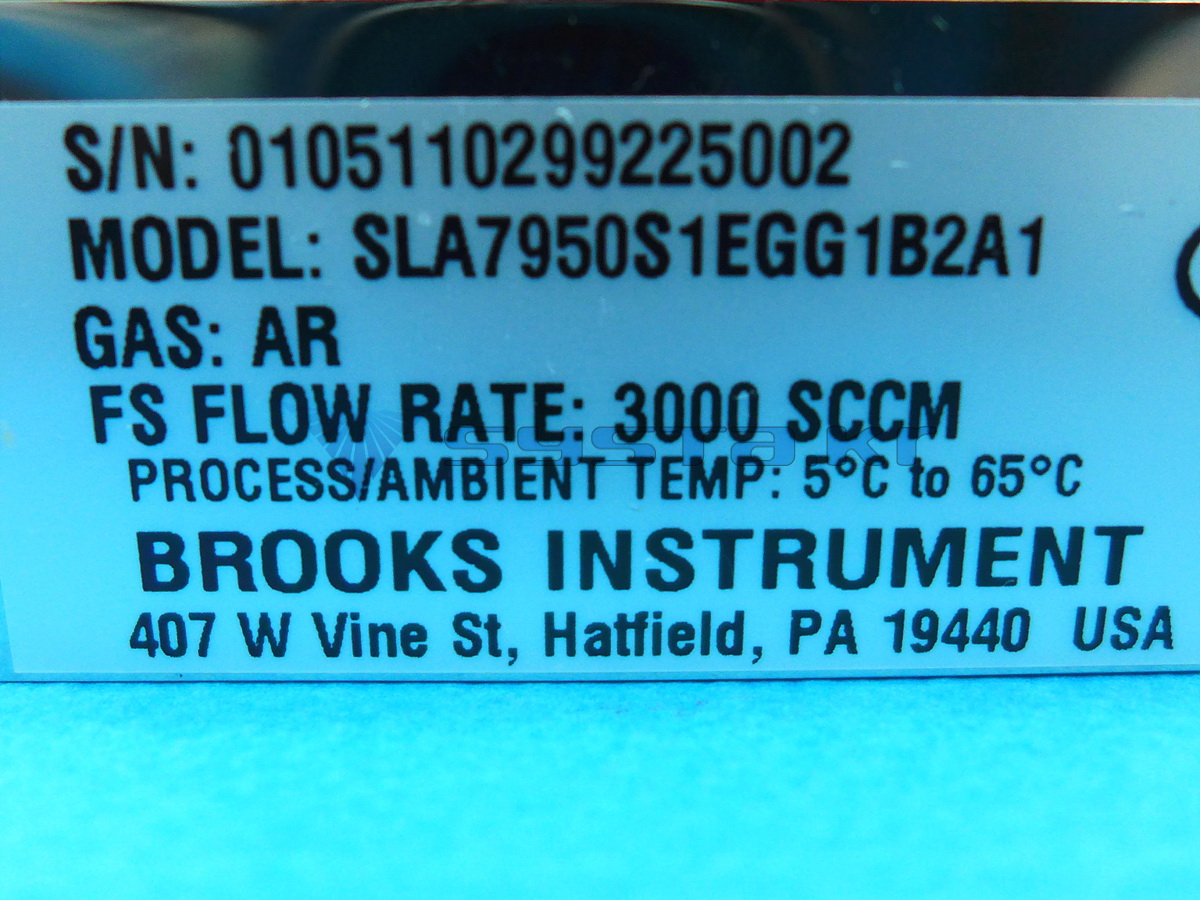 S/N: 0105110299225002
MODEL: SLA7950S1EGG1B2A1
GAS: AR
FS FLOW RATE: 3000 SCCM
PROCESS/AMBIENT TEMP: 5°C to 65°C
BROOKS INSTRUMENT
407 W Vine St, Hatfield, PA 19440 USA